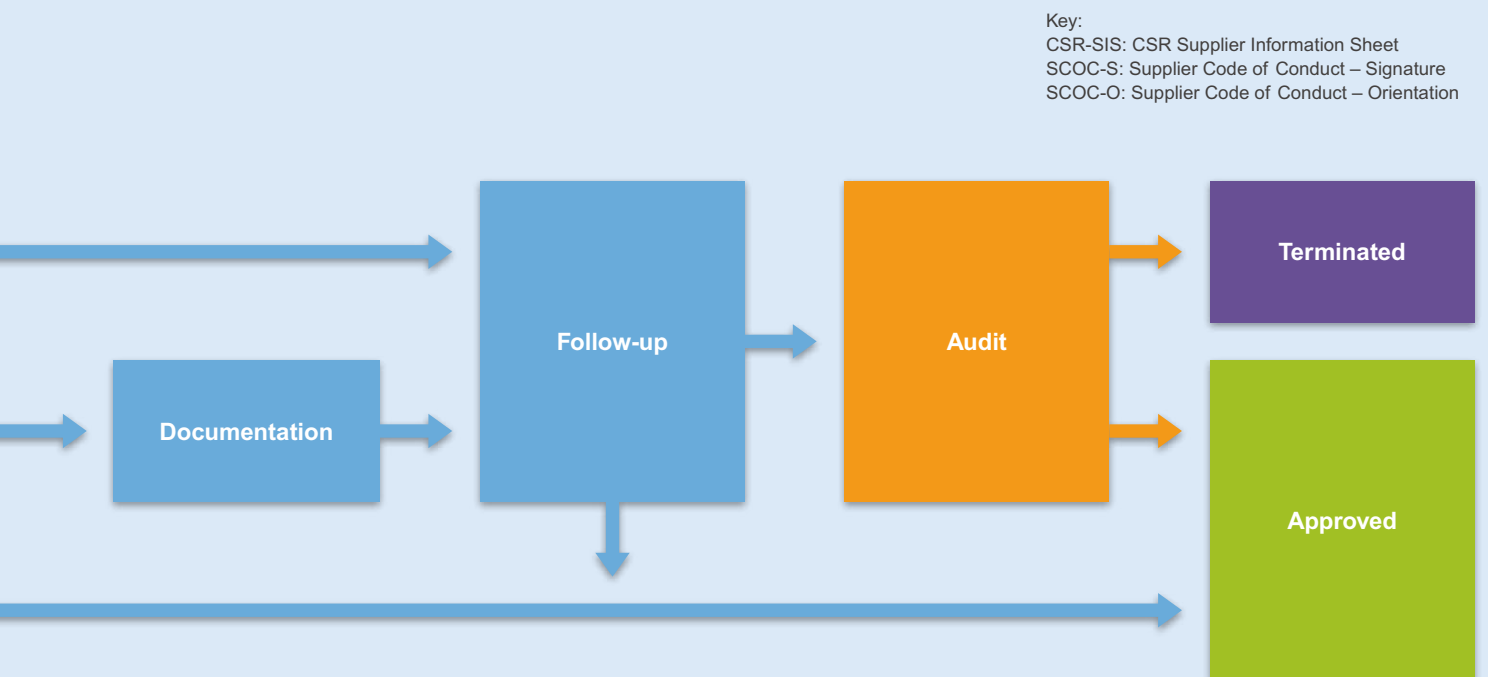 Key:
CSR-SIS: CSR Supplier Information Sheet
SCOC-S: Supplier Code of Conduct – Signature
SCOC-O: Supplier Code of Conduct – Orientation
Terminated
Follow-up
Audit
Documentation
Approved